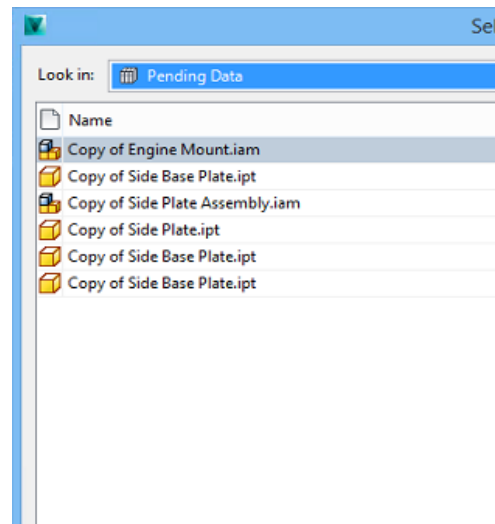 Sel
Look in: Pending Data
Name
Copy of Engine Mount.iam
Copy of Side Base Plate.ipt
Copy of Side Plate Assembly.iam
Copy of Side Plate.ipt
Copy of Side Base Plate.ipt
Copy of Side Base Plate.ipt